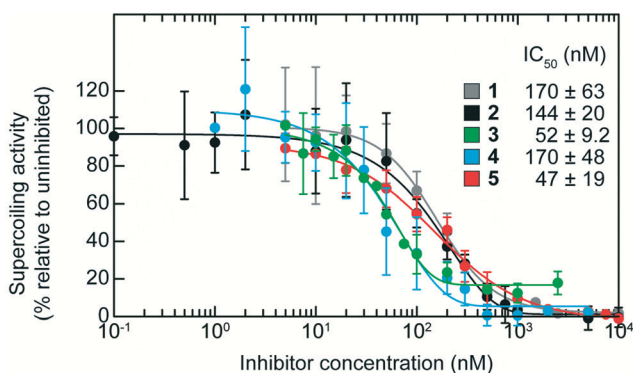 IC50 (nM)
1 170 ± 63
2 144 ± 20
3 52 ± 9.2
4 170 ± 48
5 47 ± 19
120
100
80
60
40
20
0
Supercoiling activity
(% relative to uninhibited)
10-1 100 101 102 103 104
Inhibitor concentration (nM)